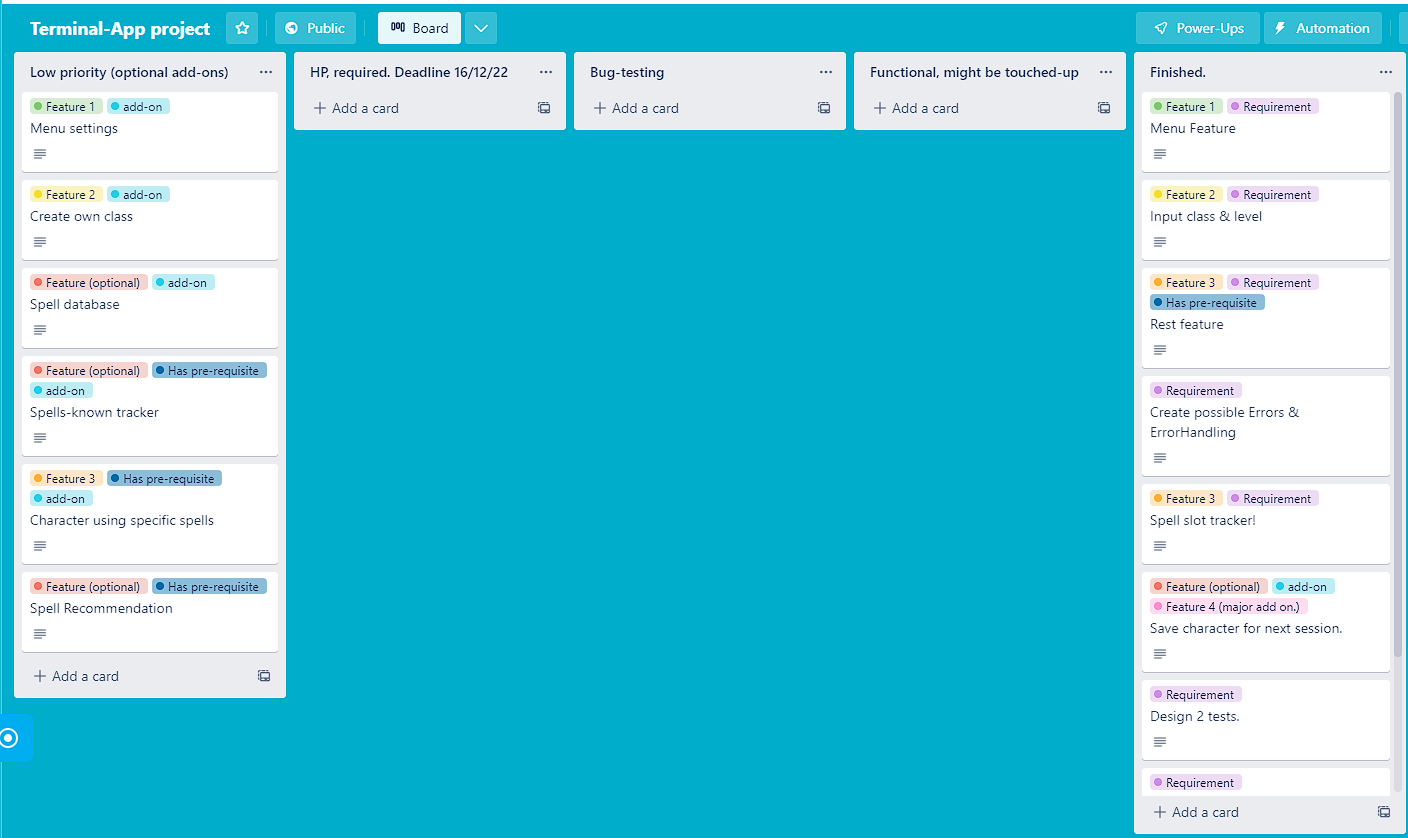 Terminal-App project
Public
Board
Power-Ups
Automation
Low priority (optional add-ons)
Feature 1 add-on
Menu settings
Feature 2 add-on
Create own class
Feature (optional) add-on
Spell database
Feature (optional) Has pre-requisite
add-on
Spells-known tracker
Feature 3 Has pre-requisite
add-on
Character using specific spells
Feature (optional) Has pre-requisite
Spell Recommendation
Add a card
HP, required. Deadline 16/12/22
Add a card
Bug-testing
Add a card
Functional, might be touched-up
Add a card
Finished.
Feature 1 Requirement
Menu Feature
Feature 2 Requirement
Input class & level
Feature 3 Requirement
Has pre-requisite
Rest feature
Requirement
Create possible Errors &
ErrorHandling
Feature 3 Requirement
Spell slot tracker!
Feature (optional) add-on
Feature 4 (major add on.)
Save character for next session.
Requirement
Design 2 tests.
Requirement
Add a card